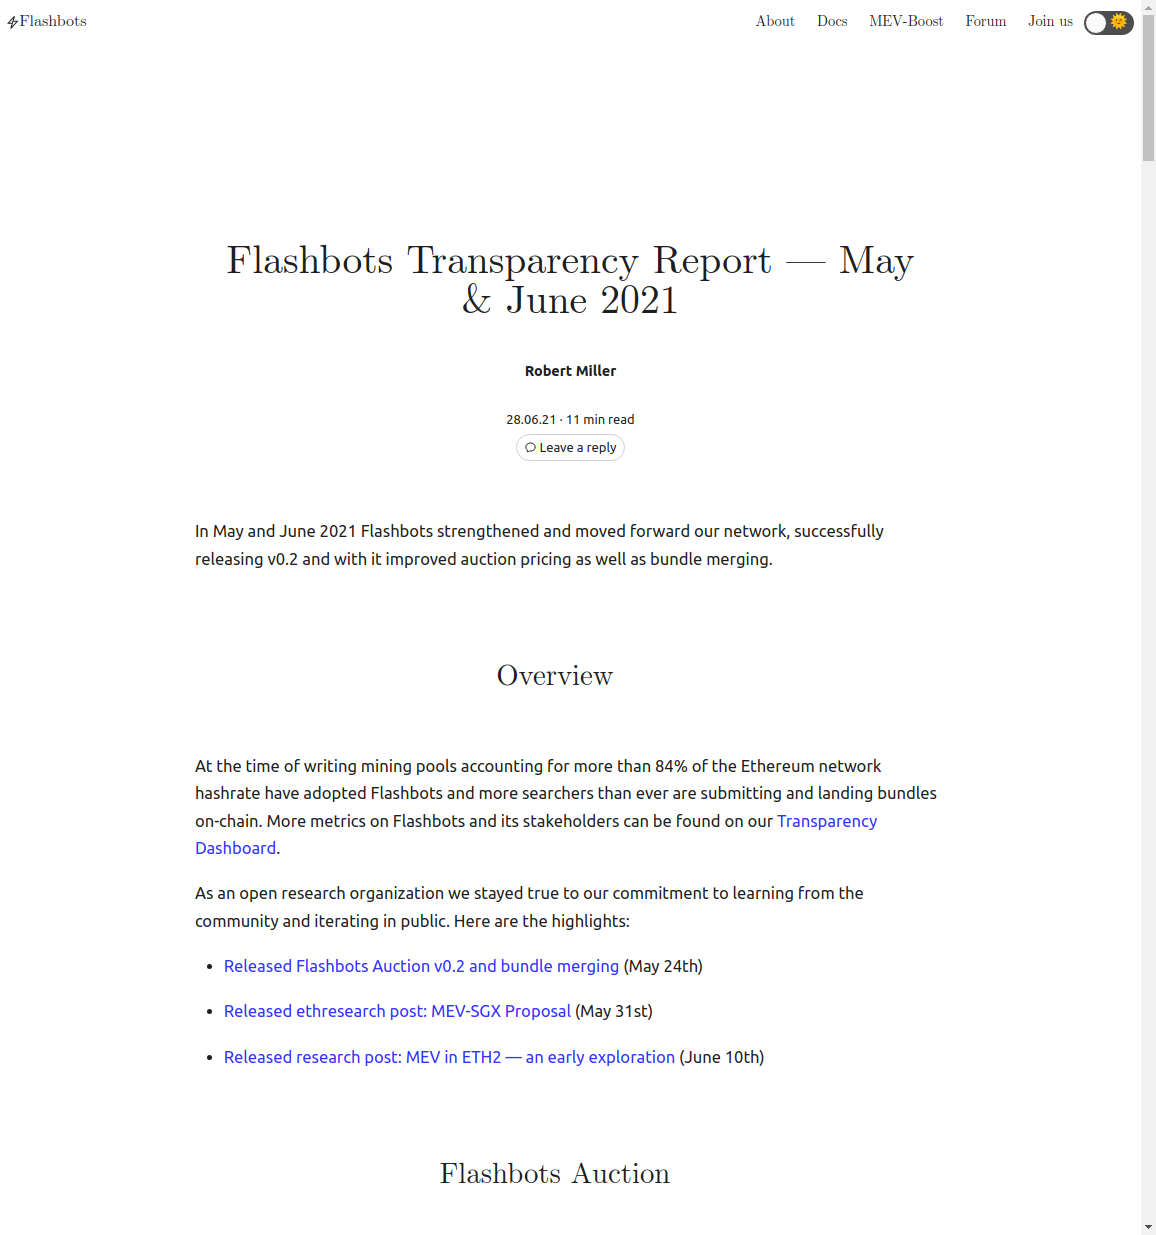 Flashbots
About Docs MEV-Boost Forum Join us
Flashbots Transparency Report — May
& June 2021
Robert Miller
28.06.21 · 11 min read
Leave a reply
In May and June 2021 Flashbots strengthened and moved forward our network, successfully
releasing v0.2 and with it improved auction pricing as well as bundle merging.
Overview
At the time of writing mining pools accounting for more than 84% of the Ethereum network
hashrate have adopted Flashbots and more searchers than ever are submitting and landing bundles
on-chain. More metrics on Flashbots and its stakeholders can be found on our Transparency
Dashboard.
As an open research organization we stayed true to our commitment to learning from the
community and iterating in public. Here are the highlights:
• Released Flashbots Auction v0.2 and bundle merging (May 24th)
• Released ethresearch post: MEV-SGX Proposal (May 31st)
• Released research post: MEV in ETH2 — an early exploration (June 10th)
Flashbots Auction